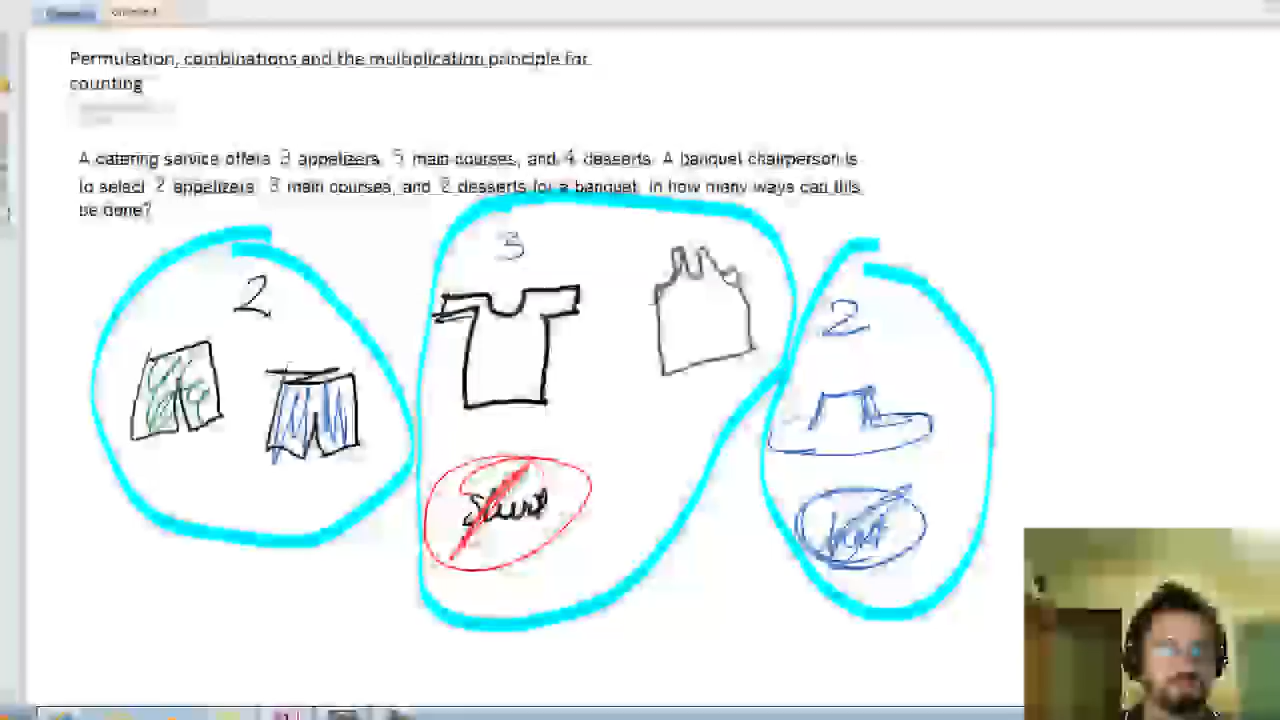 Permutation, combinations and the multiplication principle for
counting
A catering service offers 3 appetizers, 5 main courses, and 4 desserts. A banquet chairperson is
to select 2 appetizers, 3 main courses, and 2 desserts for a banquet. In how many ways can this
be done?
2
3
2